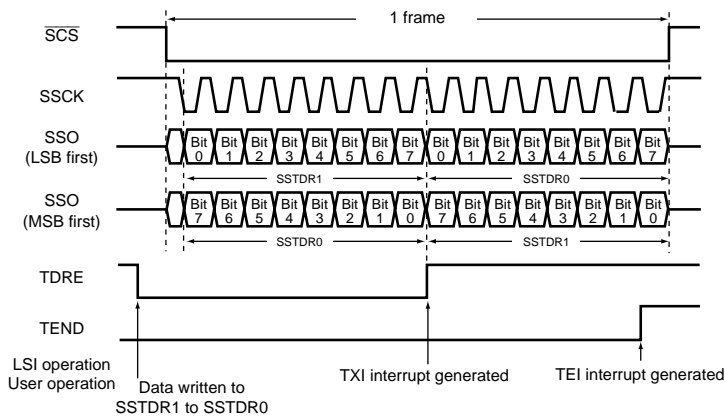 1 frame
SCS
SSCK
SSO
(LSB first)
Bit 0 Bit 1 Bit 2 Bit 3 Bit 4 Bit 5 Bit 6 Bit 7 Bit 0 Bit 1 Bit 2 Bit 3 Bit 4 Bit 5 Bit 6 Bit 7
SSTDR1 SSTDR0
SSO
(MSB first)
Bit 7 Bit 6 Bit 5 Bit 4 Bit 3 Bit 2 Bit 1 Bit 0 Bit 7 Bit 6 Bit 5 Bit 4 Bit 3 Bit 2 Bit 1 Bit 0
SSTDR0 SSTDR1
TDRE
TEND
LSI operation
User operation
TXI interrupt generated
TEI interrupt generated
Data written to
SSTDR1 to SSTDR0